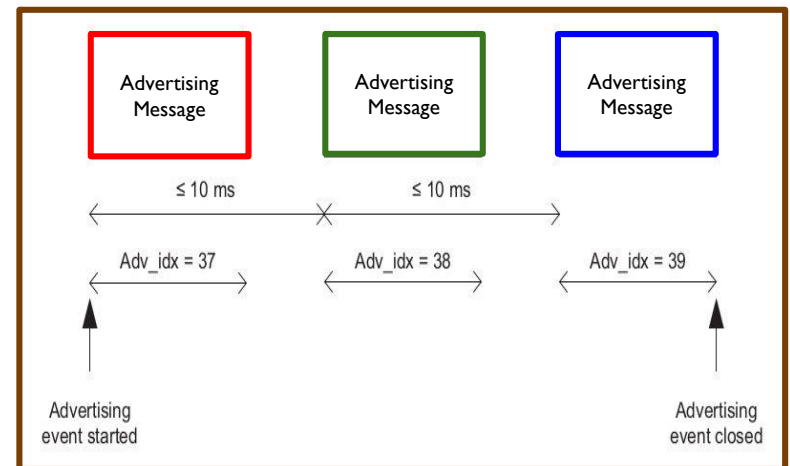 Advertising
Message
Advertising
Message
Advertising
Message
≤ 10 ms
≤ 10 ms
Adv_idx = 37
Adv_idx = 38
Adv_idx = 39
Advertising
event started
Advertising
event closed